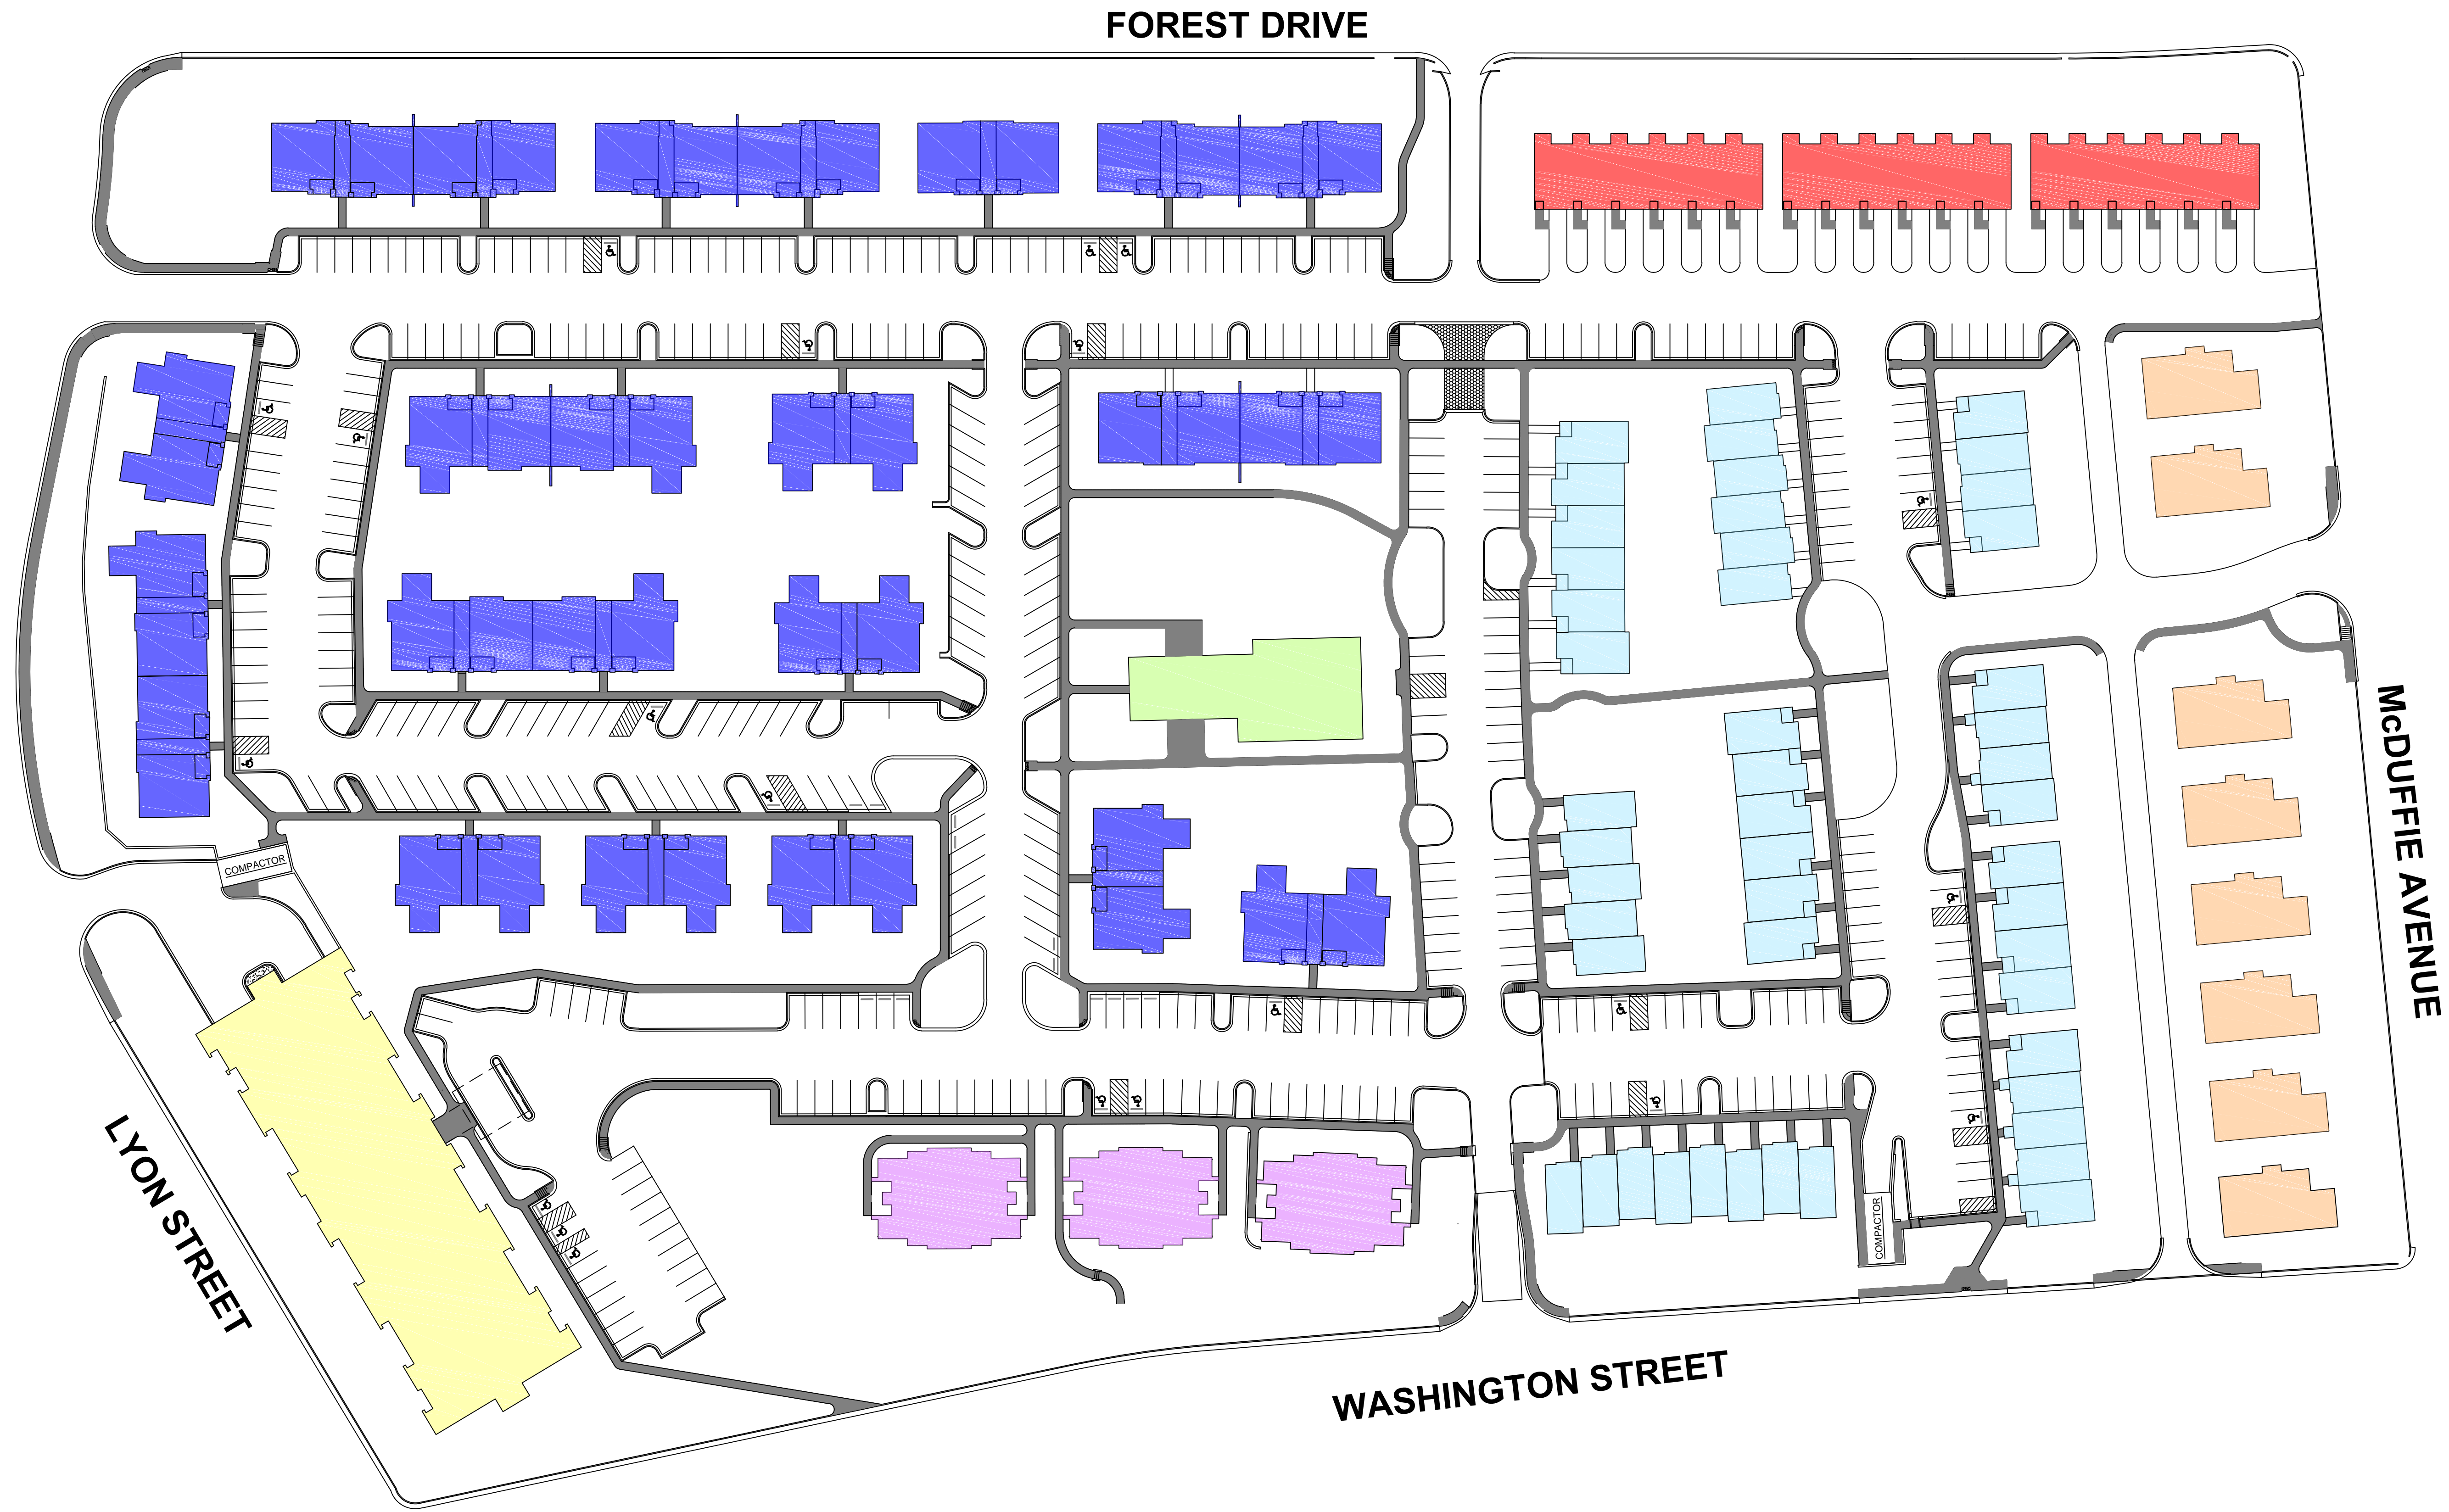 FOREST DRIVE
McDUFFIE AVENUE
COMPACTOR
LYON STREET
COMPACTOR
WASHINGTON STREET